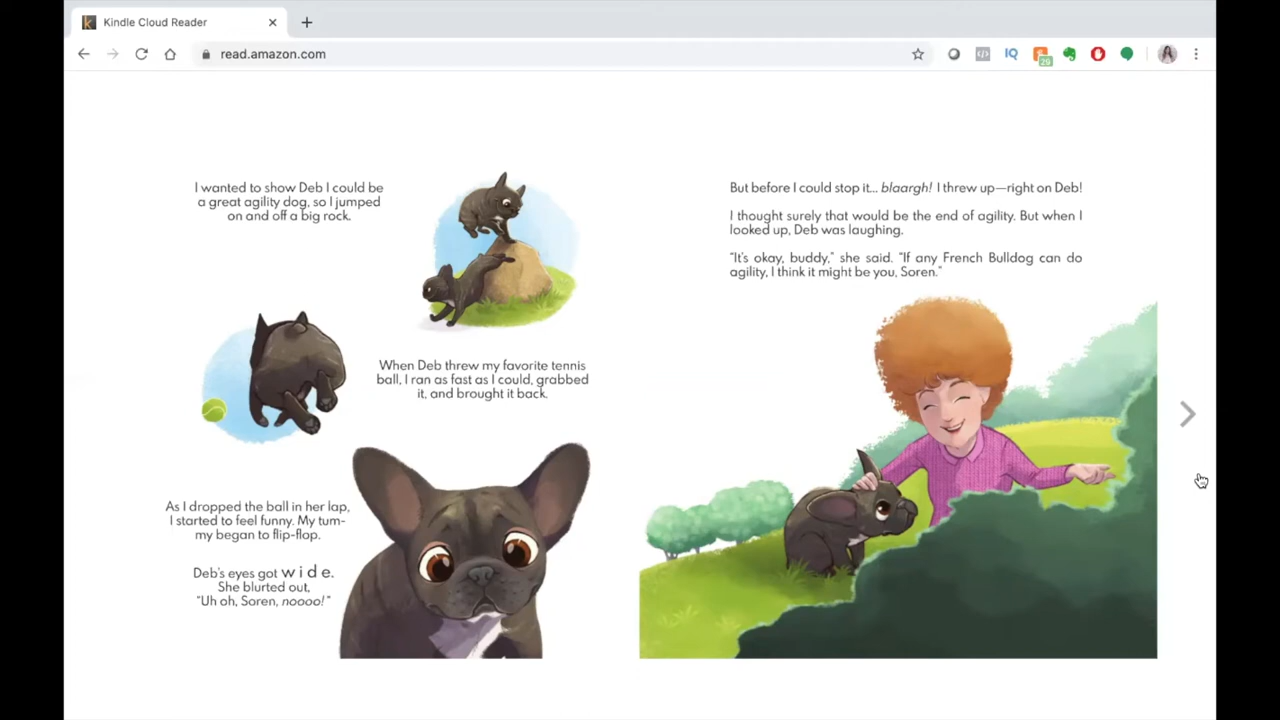 Kindle Cloud Reader
read.amazon.com
IQ
29
I wanted to show Deb I could be
a great agility dog, so I jumped
on and off a big rock.
When Deb threw my favorite tennis
ball, I ran as fast as I could, grabbed
it, and brought it back.
As I dropped the ball in her lap,
I started to feel funny. My tum-
my began to flip-flop.
Deb's eyes got wide.
She blurted out,
"Uh oh, Soren, noooo!"
But before I could stop it... blaargh! I threw up—right on Deb!
I thought surely that would be the end of agility. But when I
looked up, Deb was laughing.
"It's okay, buddy," she said. "If any French Bulldog can do
agility, I think it might be you, Soren."